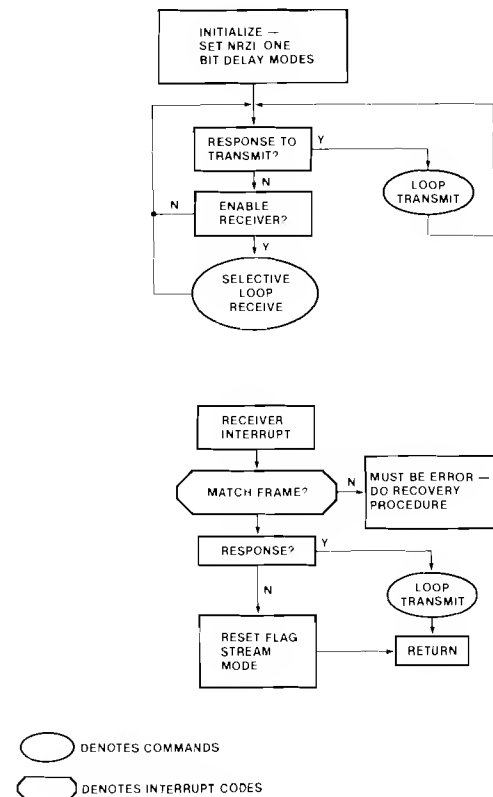 INITIALIZE —
SET NRZI ONE
BIT DELAY MODES
RESPONSE TO
TRANSMIT?
Y
LOOP
TRANSMIT
N
N
ENABLE
RECEIVER?
Y
SELECTIVE
LOOP
RECEIVE
RECEIVER
INTERRUPT
MATCH FRAME?
N
MUST BE ERROR —
DO RECOVERY
PROCEDURE
RESPONSE?
Y
LOOP
TRANSMIT
N
RESET FLAG
STREAM
MODE
RETURN
DENOTES COMMANDS
DENOTES INTERRUPT CODES